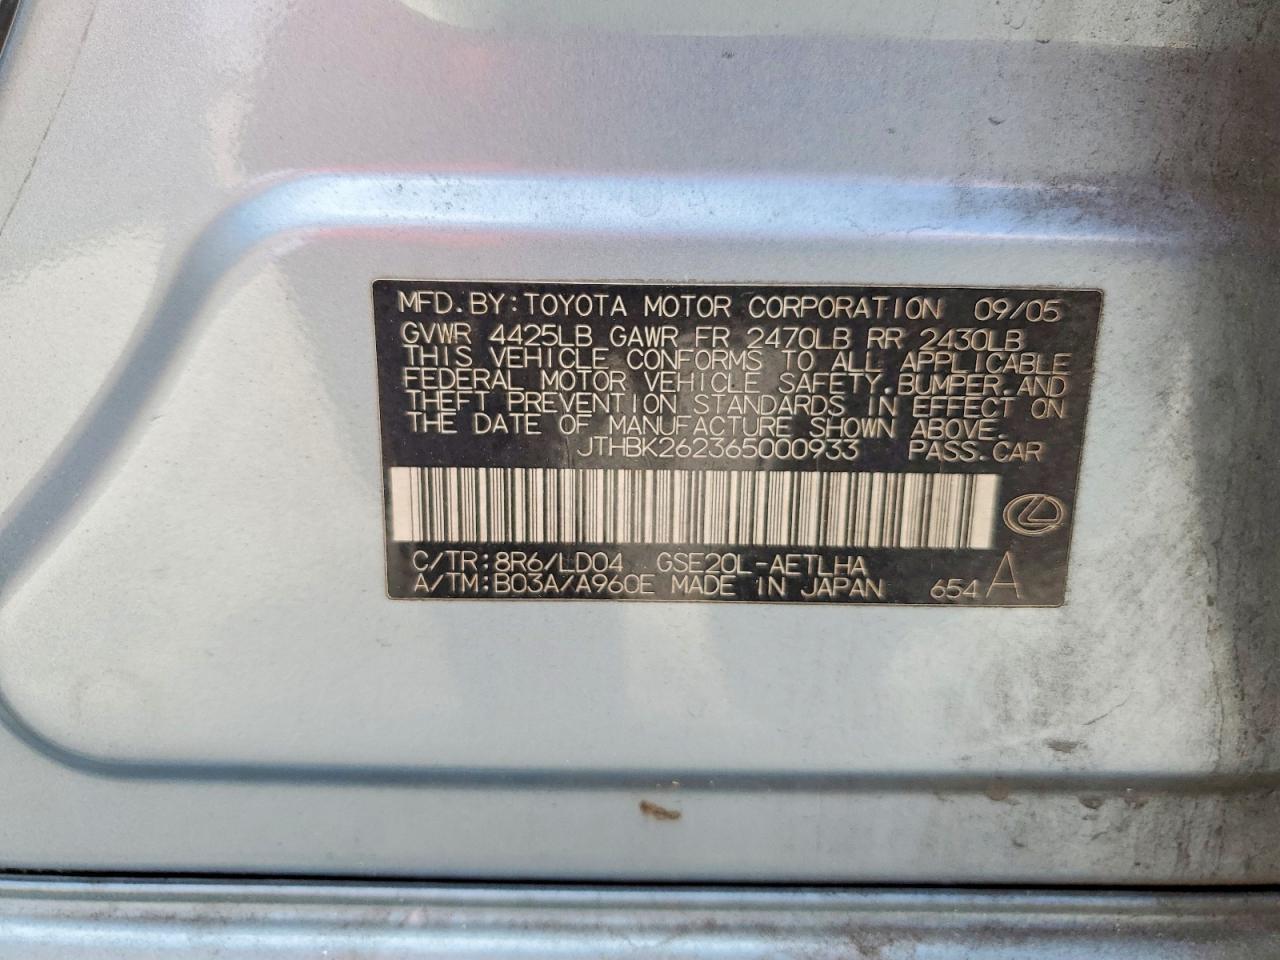 MFD. BY: TOYOTA MOTOR CORPORATION 09/05
GVWR 4425LB GAWR FR 2470LB RR 2430LB
THIS VEHICLE CONFORMS TO ALL APPLICABLE
FEDERAL MOTOR VEHICLE SAFETY, BUMPER, AND
THEFT PREVENTION STANDARDS IN EFFECT ON
THE DATE OF MANUFACTURE SHOWN ABOVE.
JTHBK262365000933 PASS. CAR
C/TR: 8R6/LD04 GSE20L-AETLHA
A/TM: B03A/A960E MADE IN JAPAN 654 A